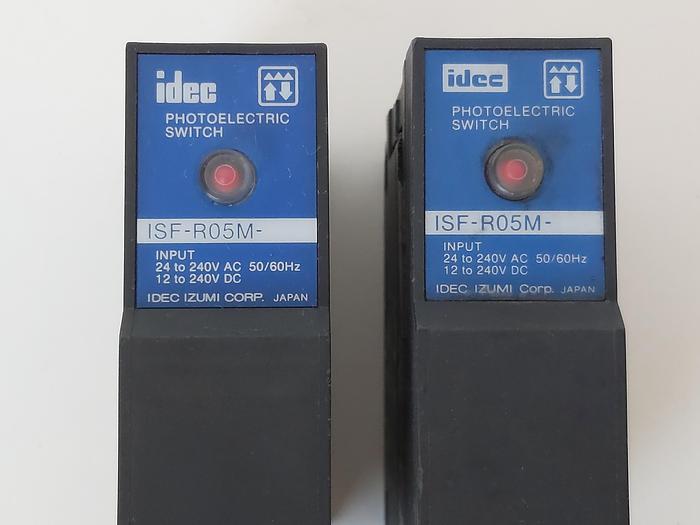 idec
PHOTOELECTRIC
SWITCH
ISF-R05M-
INPUT
24 to 240V AC 50/60Hz
12 to 240V DC
IDEC IZUMI CORP. JAPAN
idec
PHOTOELECTRIC
SWITCH
ISF-R05M-
INPUT
24 to 240V AC 50/60Hz
12 to 240V DC
IDEC IZUMI Corp. JAPAN